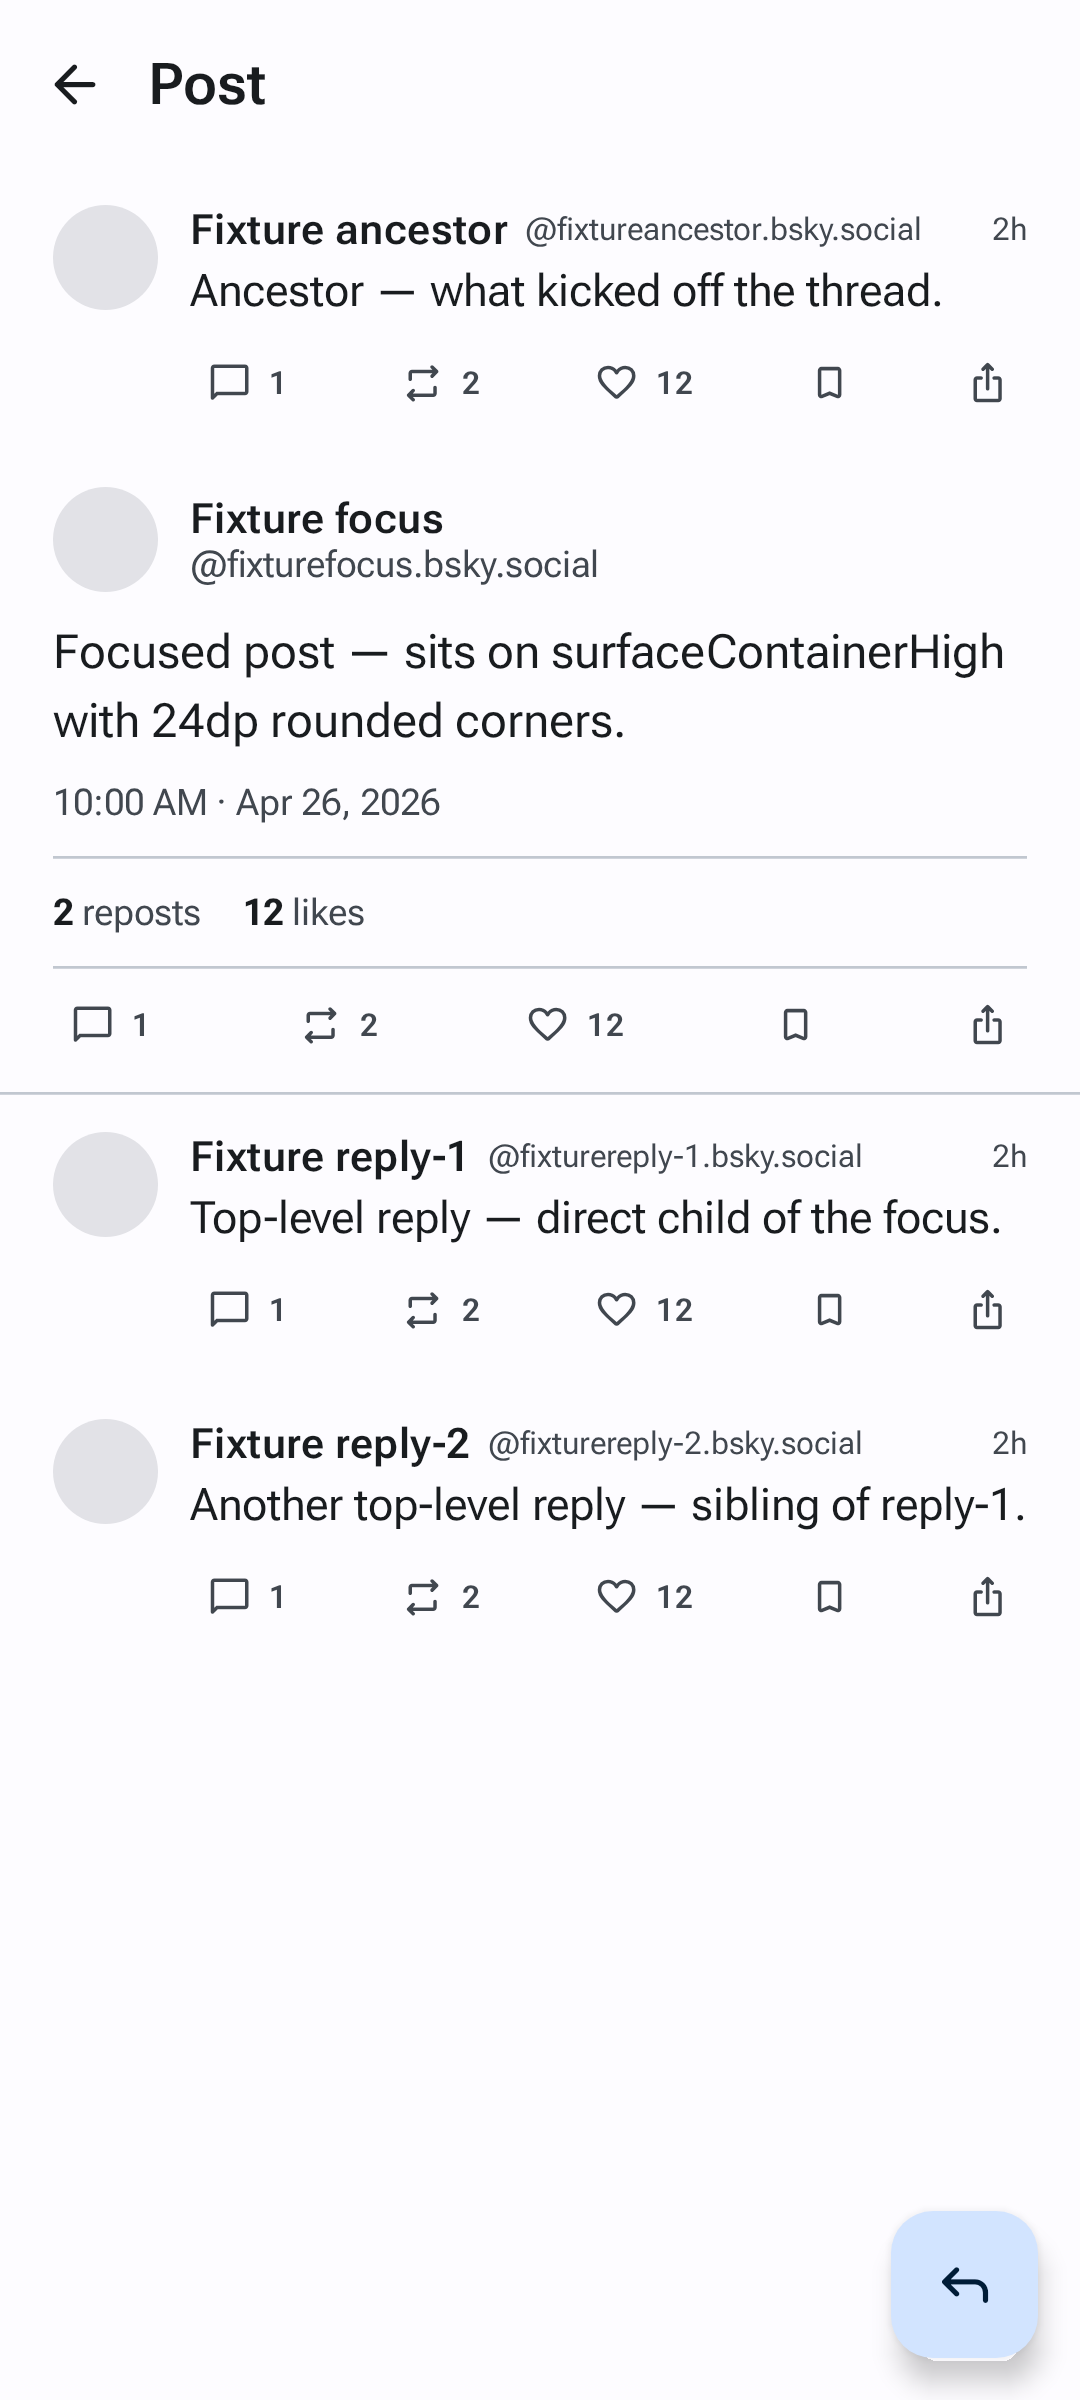 Post
Fixture ancestor @fixtureancestor.bsky.social 2h
Ancestor — what kicked off the thread.
1 2 12
Fixture focus
@fixturefocus.bsky.social
Focused post — sits on surfaceContainerHigh
with 24dp rounded corners.
10:00 AM · Apr 26, 2026
2 reposts 12 likes
1 2 12
Fixture reply-1 @fixturereply-1.bsky.social 2h
Top-level reply — direct child of the focus.
1 2 12
Fixture reply-2 @fixturereply-2.bsky.social 2h
Another top-level reply — sibling of reply-1.
1 2 12